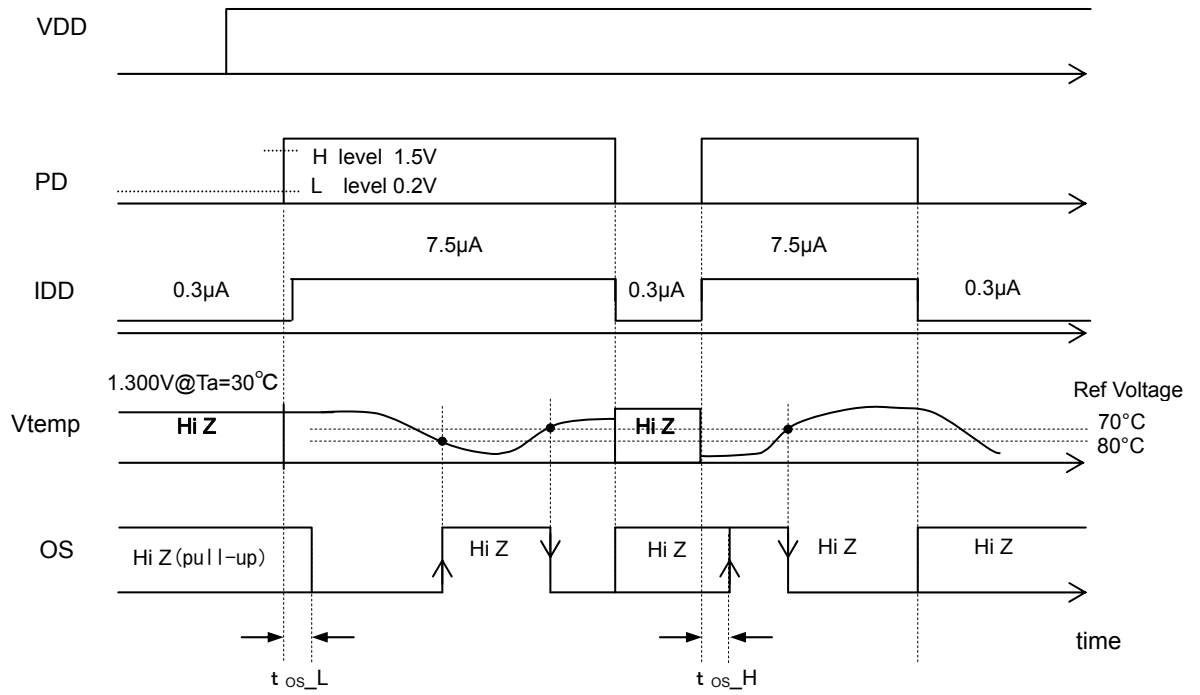 VDD
PD
H level 1.5V
L level 0.2V
7.5µA 7.5µA
IDD
0.3µA 0.3µA 0.3µA
1.300V@Ta=30°C
Ref Voltage
Vtemp
Hi Z Hi Z
70°C
80°C
OS
Hi Z(pull-up) Hi Z Hi Z Hi Z Hi Z
time
t OS_L t OS_H